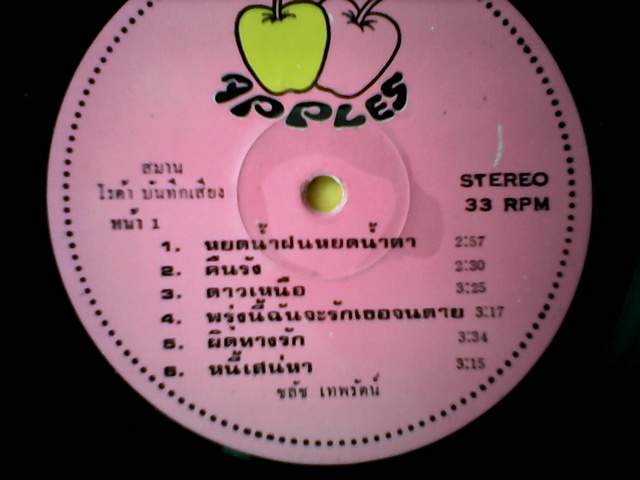 APPLES
สมาน
โรต้า บันทึกเสียง
หน้า 1
STEREO
33 RPM
1. หยดน้ำฝนหยดน้ำตา 2:57
2. คืนรัง 2:30
3. ดาวเหนือ 3:25
4. พรุ่งนี้ฉันจะรักเธอจนตาย 3:17
5. ผิดทางรัก 3:34
6. หนี้เสน่หา 3:15
ชลัช เทพรัตน์